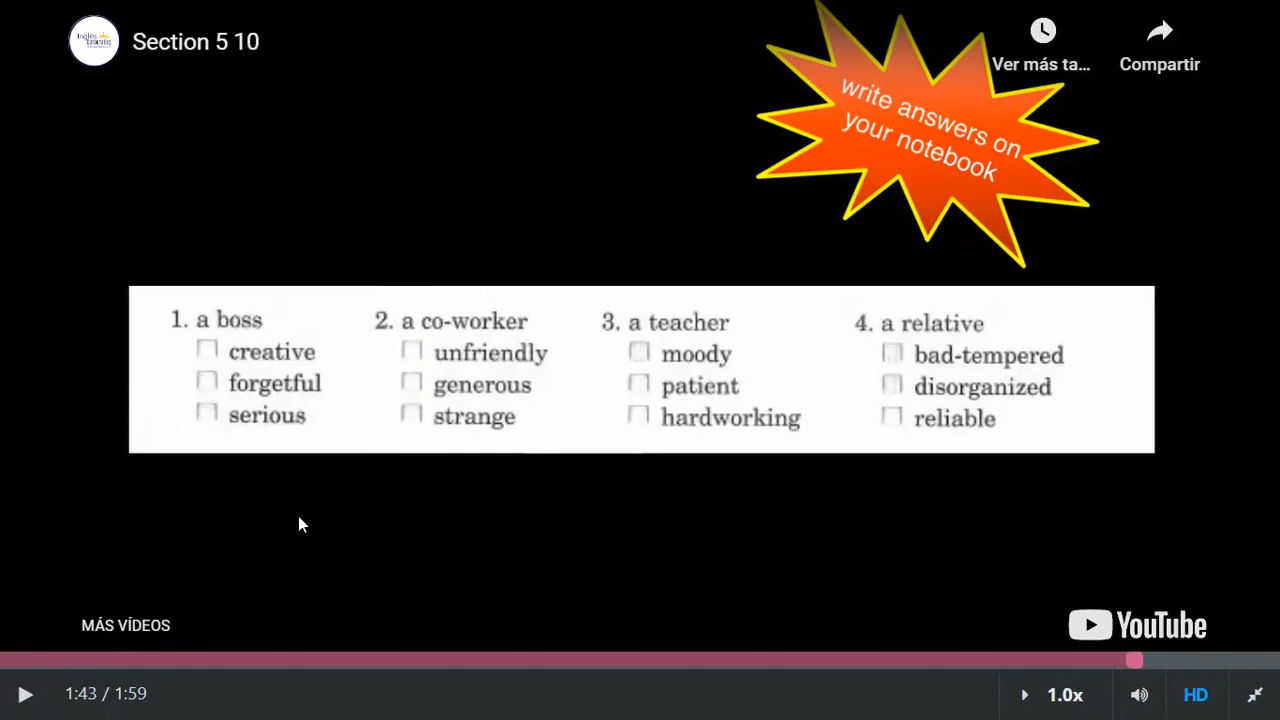 Section 5 10
Ver más ta...
Compartir
write answers on
your notebook
1. a boss
creative
forgetful
serious
2. a co-worker
unfriendly
generous
strange
3. a teacher
moody
patient
hardworking
4. a relative
bad-tempered
disorganized
reliable
MÁS VÍDEOS
YouTube
1:43 / 1:59
1.0x
HD